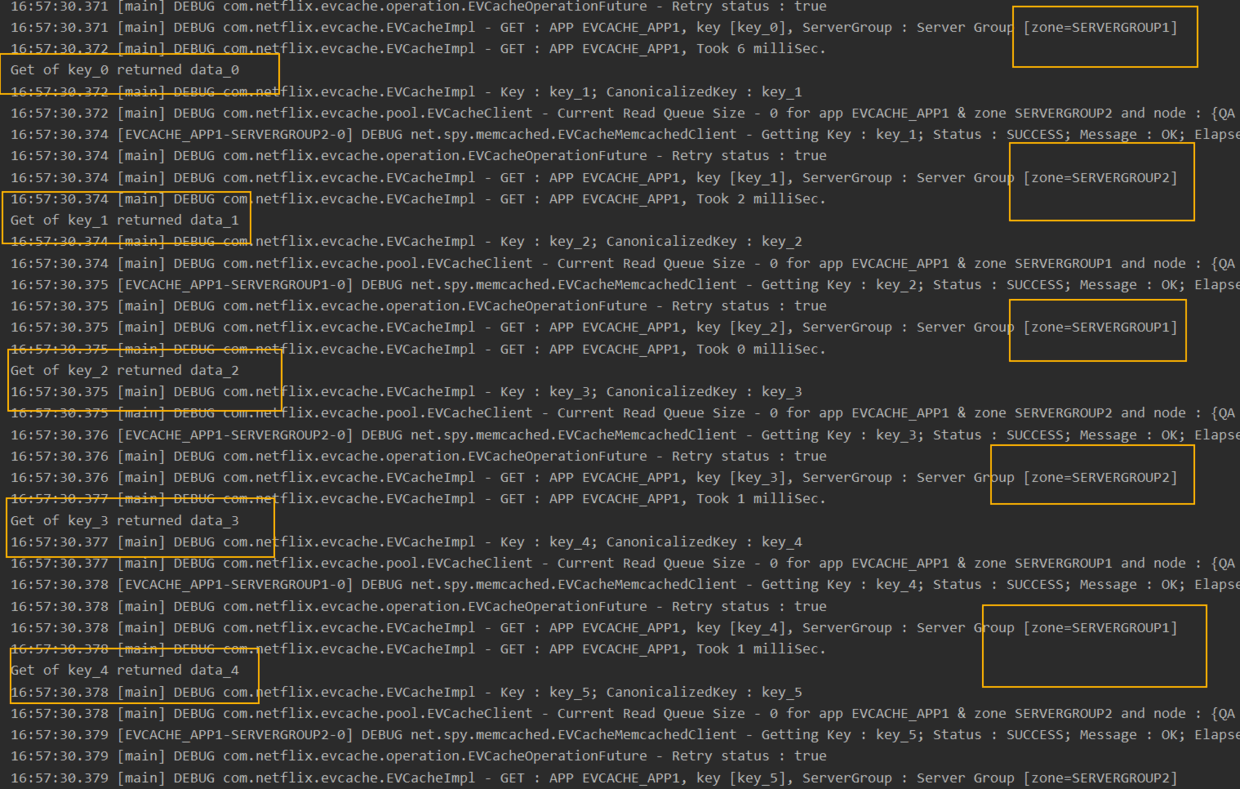 16:57:30.371 [main] DEBUG com.netflix.evcache.operation.EVCacheOperationFuture - Retry status : true
16:57:30.371 [main] DEBUG com.netflix.evcache.EVCacheImpl - GET : APP EVCACHE_APP1, key [key_0], ServerGroup : Server Group [zone=SERVERGROUP1]
16:57:30.372 [main] DEBUG com.netflix.evcache.EVCacheImpl - GET : APP EVCACHE_APP1, Took 6 milliSec.
Get of key_0 returned data_0
16:57:30.372 [main] DEBUG com.netflix.evcache.EVCacheImpl - Key : key_1; CanonicalizedKey : key_1
16:57:30.372 [main] DEBUG com.netflix.evcache.pool.EVCacheClient - Current Read Queue Size - 0 for app EVCACHE_APP1 & zone SERVERGROUP2 and node : {QA
16:57:30.374 [EVCACHE_APP1-SERVERGROUP2-0] DEBUG net.spy.memcached.EVCacheMemcachedClient - Getting Key : key_1; Status : SUCCESS; Message : OK; Elapse
16:57:30.374 [main] DEBUG com.netflix.evcache.operation.EVCacheOperationFuture - Retry status : true
16:57:30.374 [main] DEBUG com.netflix.evcache.EVCacheImpl - GET : APP EVCACHE_APP1, key [key_1], ServerGroup : Server Group [zone=SERVERGROUP2]
16:57:30.374 [main] DEBUG com.netflix.evcache.EVCacheImpl - GET : APP EVCACHE_APP1, Took 2 milliSec.
Get of key_1 returned data_1
16:57:30.374 [main] DEBUG com.netflix.evcache.EVCacheImpl - Key : key_2; CanonicalizedKey : key_2
16:57:30.374 [main] DEBUG com.netflix.evcache.pool.EVCacheClient - Current Read Queue Size - 0 for app EVCACHE_APP1 & zone SERVERGROUP1 and node : {QA
16:57:30.375 [EVCACHE_APP1-SERVERGROUP1-0] DEBUG net.spy.memcached.EVCacheMemcachedClient - Getting Key : key_2; Status : SUCCESS; Message : OK; Elapse
16:57:30.375 [main] DEBUG com.netflix.evcache.operation.EVCacheOperationFuture - Retry status : true
16:57:30.375 [main] DEBUG com.netflix.evcache.EVCacheImpl - GET : APP EVCACHE_APP1, key [key_2], ServerGroup : Server Group [zone=SERVERGROUP1]
16:57:30.375 [main] DEBUG com.netflix.evcache.EVCacheImpl - GET : APP EVCACHE_APP1, Took 0 milliSec.
Get of key_2 returned data_2
16:57:30.375 [main] DEBUG com.netflix.evcache.EVCacheImpl - Key : key_3; CanonicalizedKey : key_3
16:57:30.375 [main] DEBUG com.netflix.evcache.pool.EVCacheClient - Current Read Queue Size - 0 for app EVCACHE_APP1 & zone SERVERGROUP2 and node : {QA
16:57:30.376 [EVCACHE_APP1-SERVERGROUP2-0] DEBUG net.spy.memcached.EVCacheMemcachedClient - Getting Key : key_3; Status : SUCCESS; Message : OK; Elapse
16:57:30.376 [main] DEBUG com.netflix.evcache.operation.EVCacheOperationFuture - Retry status : true
16:57:30.376 [main] DEBUG com.netflix.evcache.EVCacheImpl - GET : APP EVCACHE_APP1, key [key_3], ServerGroup : Server Group [zone=SERVERGROUP2]
16:57:30.377 [main] DEBUG com.netflix.evcache.EVCacheImpl - GET : APP EVCACHE_APP1, Took 1 milliSec.
Get of key_3 returned data_3
16:57:30.377 [main] DEBUG com.netflix.evcache.EVCacheImpl - Key : key_4; CanonicalizedKey : key_4
16:57:30.377 [main] DEBUG com.netflix.evcache.pool.EVCacheClient - Current Read Queue Size - 0 for app EVCACHE_APP1 & zone SERVERGROUP1 and node : {QA
16:57:30.378 [EVCACHE_APP1-SERVERGROUP1-0] DEBUG net.spy.memcached.EVCacheMemcachedClient - Getting Key : key_4; Status : SUCCESS; Message : OK; Elapse
16:57:30.378 [main] DEBUG com.netflix.evcache.operation.EVCacheOperationFuture - Retry status : true
16:57:30.378 [main] DEBUG com.netflix.evcache.EVCacheImpl - GET : APP EVCACHE_APP1, key [key_4], ServerGroup : Server Group [zone=SERVERGROUP1]
16:57:30.378 [main] DEBUG com.netflix.evcache.EVCacheImpl - GET : APP EVCACHE_APP1, Took 1 milliSec.
Get of key_4 returned data_4
16:57:30.378 [main] DEBUG com.netflix.evcache.EVCacheImpl - Key : key_5; CanonicalizedKey : key_5
16:57:30.378 [main] DEBUG com.netflix.evcache.pool.EVCacheClient - Current Read Queue Size - 0 for app EVCACHE_APP1 & zone SERVERGROUP2 and node : {QA
16:57:30.379 [EVCACHE_APP1-SERVERGROUP2-0] DEBUG net.spy.memcached.EVCacheMemcachedClient - Getting Key : key_5; Status : SUCCESS; Message : OK; Elapse
16:57:30.379 [main] DEBUG com.netflix.evcache.operation.EVCacheOperationFuture - Retry status : true
16:57:30.379 [main] DEBUG com.netflix.evcache.EVCacheImpl - GET : APP EVCACHE_APP1, key [key_5], ServerGroup : Server Group [zone=SERVERGROUP2]